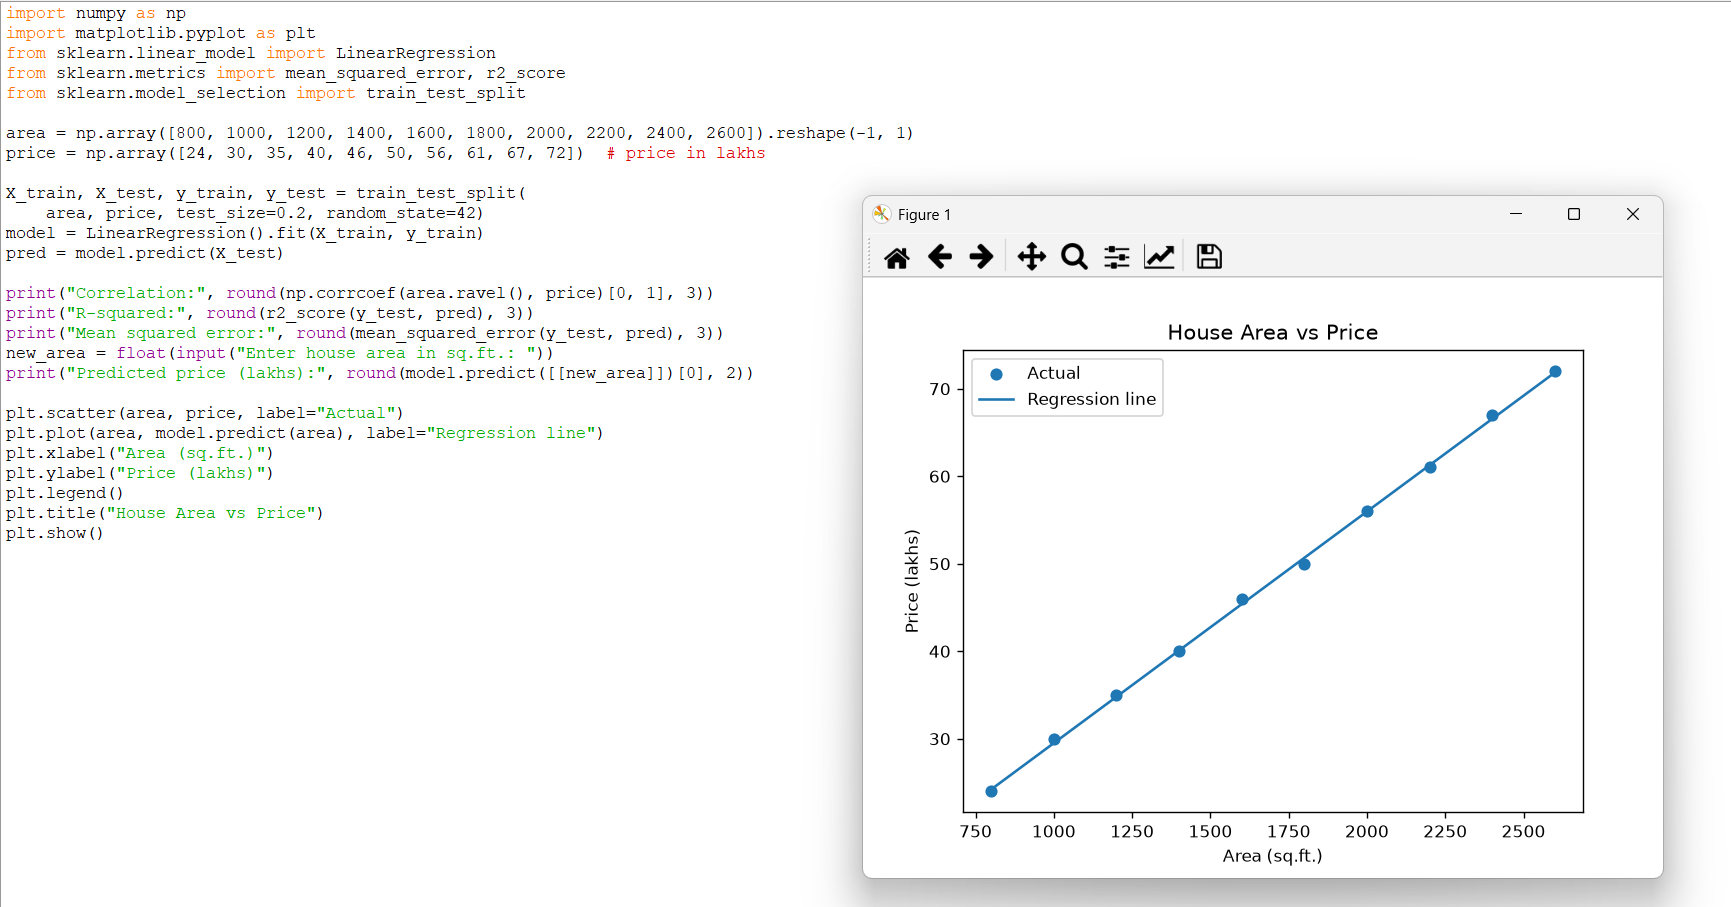 import numpy as np
import matplotlib.pyplot as plt
from sklearn.linear_model import LinearRegression
from sklearn.metrics import mean_squared_error, r2_score
from sklearn.model_selection import train_test_split
area = np.array([800, 1000, 1200, 1400, 1600, 1800, 2000, 2200, 2400, 2600]).reshape(-1, 1)
price = np.array([24, 30, 35, 40, 46, 50, 56, 61, 67, 72])  # price in lakhs
X_train, X_test, y_train, y_test = train_test_split(
    area, price, test_size=0.2, random_state=42)
model = LinearRegression().fit(X_train, y_train)
pred = model.predict(X_test)
print("Correlation:", round(np.corrcoef(area.ravel(), price)[0, 1], 3))
print("R-squared:", round(r2_score(y_test, pred), 3))
print("Mean squared error:", round(mean_squared_error(y_test, pred), 3))
new_area = float(input("Enter house area in sq.ft.: "))
print("Predicted price (lakhs):", round(model.predict([[new_area]])[0], 2))
plt.scatter(area, price, label="Actual")
plt.plot(area, model.predict(area), label="Regression line")
plt.xlabel("Area (sq.ft.)")
plt.ylabel("Price (lakhs)")
plt.legend()
plt.title("House Area vs Price")
plt.show()
Figure 1
House Area vs Price
Actual
Regression line
70
60
50
40
30
Price (lakhs)
750 1000 1250 1500 1750 2000 2250 2500
Area (sq.ft.)